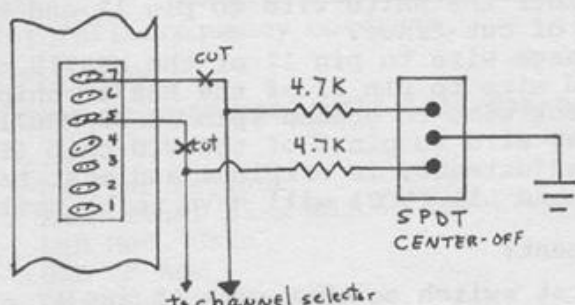 CUT
7
6
5
4
3
2
1
cut
4.7K
4.7K
SPDT
CENTER-OFF
to channel selector